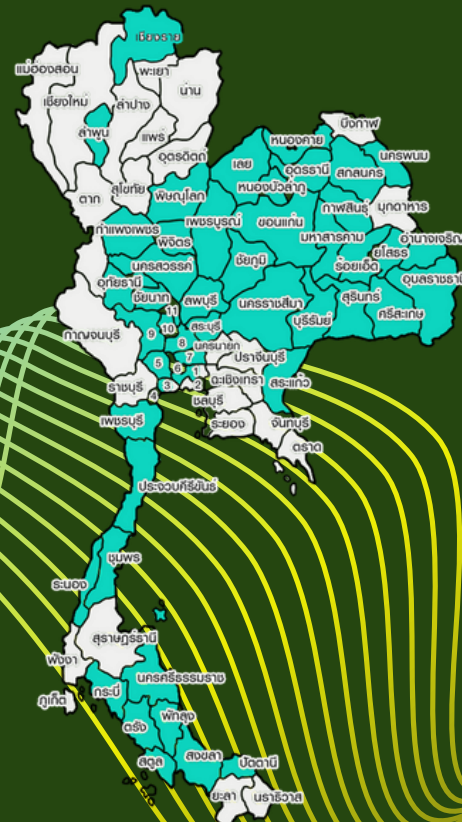 เชียงราย
แม่ฮ่องสอน
พะเยา
น่าน
เชียงใหม่
ลำปาง
ลำพูน
แพร่
อุตรดิตถ์
บึงกาฬ
หนองคาย
นครพนม
เลย
อุดรธานี
สกลนคร
หนองบัวลำภู
ตาก
สุโขทัย
พิษณุโลก
กาฬสินธุ์
มุกดาหาร
เพชรบูรณ์
ขอนแก่น
กำแพงเพชร
พิจิตร
มหาสารคาม
อำนาจเจริญ
ยโสธร
ชัยภูมิ
ร้อยเอ็ด
นครสวรรค์
อุบลราชธานี
อุทัยธานี
ชัยนาท
ลพบุรี
นครราชสีมา
สุรินทร์
ศรีสะเกษ
11
บุรีรัมย์
10
สระบุรี
9
กาญจนบุรี
8
นครนายก
7
ปราจีนบุรี
5
6
1
ฉะเชิงเทรา
สระแก้ว
ราชบุรี
3
2
4
ชลบุรี
เพชรบุรี
ระยอง
จันทบุรี
ตราด
ประจวบคีรีขันธ์
ชุมพร
ระนอง
สุราษฎร์ธานี
พังงา
นครศรีธรรมราช
กระบี่
ภูเก็ต
พัทลุง
ตรัง
สงขลา
สตูล
ปัตตานี
ยะลา
นราธิวาส